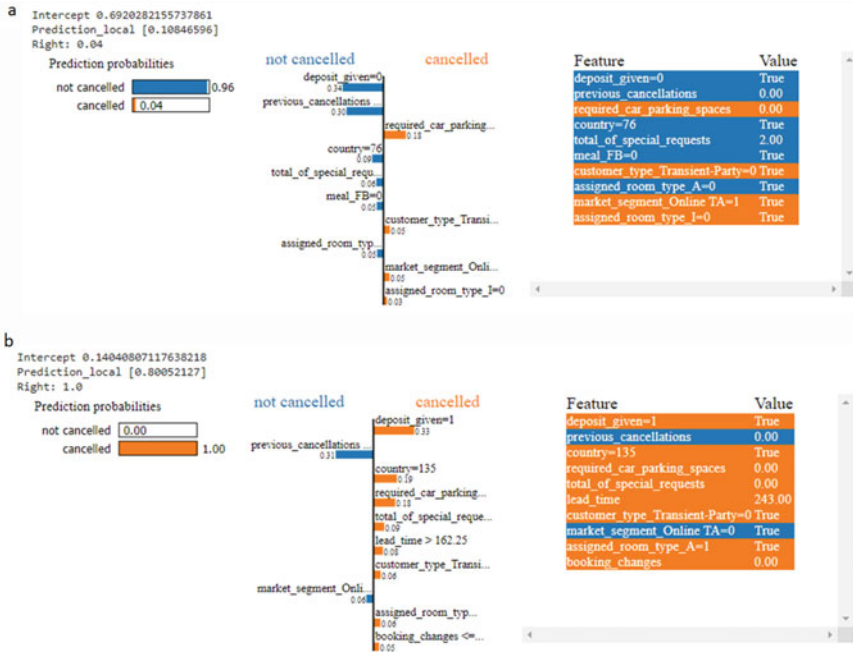 a
Intercept 0.6920282155737861
Prediction_local [0.10846596]
Right: 0.04
Prediction probabilities
not cancelled 0.96
cancelled 0.04
not cancelled cancelled
deposit_given=0
0.34
previous_cancellations ...
0.30
required_car_parking...
0.18
country=76
0.09
total_of_special_requ...
0.06
meal_FB=0
0.05
customer_type_Transi...
0.05
assigned_room_typ...
0.05
market_segment_Onli...
0.05
assigned_room_type_I=0
0.03
Feature Value
deposit_given=0 True
previous_cancellations 0.00
required_car_parking_spaces 0.00
country=76 True
total_of_special_requests 2.00
meal_FB=0 True
customer_type_Transient-Party=0 True
assigned_room_type_A=0 True
market_segment_Online TA=1 True
assigned_room_type_I=0 True
b
Intercept 0.14040807117638218
Prediction_local [0.80052127]
Right: 1.0
Prediction probabilities
not cancelled 0.00
cancelled 1.00
not cancelled cancelled
deposit_given=1
0.33
previous_cancellations ...
0.31
country=135
0.19
required_car_parking...
0.18
total_of_special_reque...
0.09
lead_time > 162.25
0.08
customer_type_Transi...
0.06
market_segment_Onli...
0.06
assigned_room_typ...
0.06
booking_changes <=...
0.05
Feature Value
deposit_given=1 True
previous_cancellations 0.00
country=135 True
required_car_parking_spaces 0.00
total_of_special_requests 0.00
lead_time 243.00
customer_type_Transient-Party=0 True
market_segment_Online TA=0 True
assigned_room_type_A=1 True
booking_changes 0.00